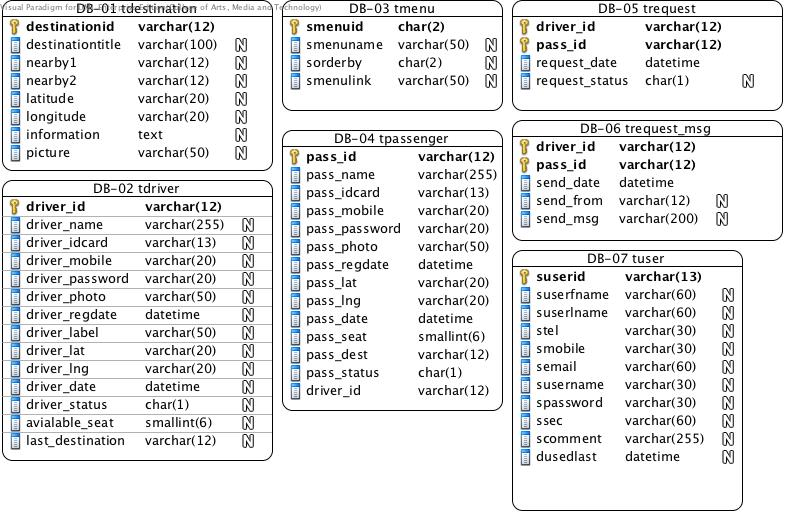 Visual Paradigm for
of Arts, Media and Technology)
DB-01 tdestination
destinationid varchar(12)
destinationtitle varchar(100) N
nearby1 varchar(12) N
nearby2 varchar(12) N
latitude varchar(20) N
longitude varchar(20) N
information text N
picture varchar(50) N
DB-02 tdriver
driver_id varchar(12)
driver_name varchar(255) N
driver_idcard varchar(13) N
driver_mobile varchar(20) N
driver_password varchar(20) N
driver_photo varchar(50) N
driver_regdate datetime N
driver_label varchar(50) N
driver_lat varchar(20) N
driver_lng varchar(20) N
driver_date datetime N
driver_status char(1) N
avialable_seat smallint(6) N
last_destination varchar(12) N
DB-03 tmenu
smenuid char(2)
smenuname varchar(50) N
sorderby char(2) N
smenulink varchar(50) N
DB-04 tpassenger
pass_id varchar(12)
pass_name varchar(255)
pass_idcard varchar(13)
pass_mobile varchar(20)
pass_password varchar(20)
pass_photo varchar(50)
pass_regdate datetime
pass_lat varchar(20)
pass_lng varchar(20)
pass_date datetime
pass_seat smallint(6)
pass_dest varchar(12)
pass_status char(1)
driver_id varchar(12)
DB-05 trequest
driver_id varchar(12)
pass_id varchar(12)
request_date datetime
request_status char(1) N
DB-06 trequest_msg
driver_id varchar(12)
pass_id varchar(12)
send_date datetime
send_from varchar(12) N
send_msg varchar(200) N
DB-07 tuser
suserid varchar(13)
suserfname varchar(60) N
suserlname varchar(60) N
stel varchar(30) N
smobile varchar(30) N
semail varchar(60) N
susername varchar(30) N
spassword varchar(30) N
ssec varchar(60) N
scomment varchar(255) N
dusedlast datetime N